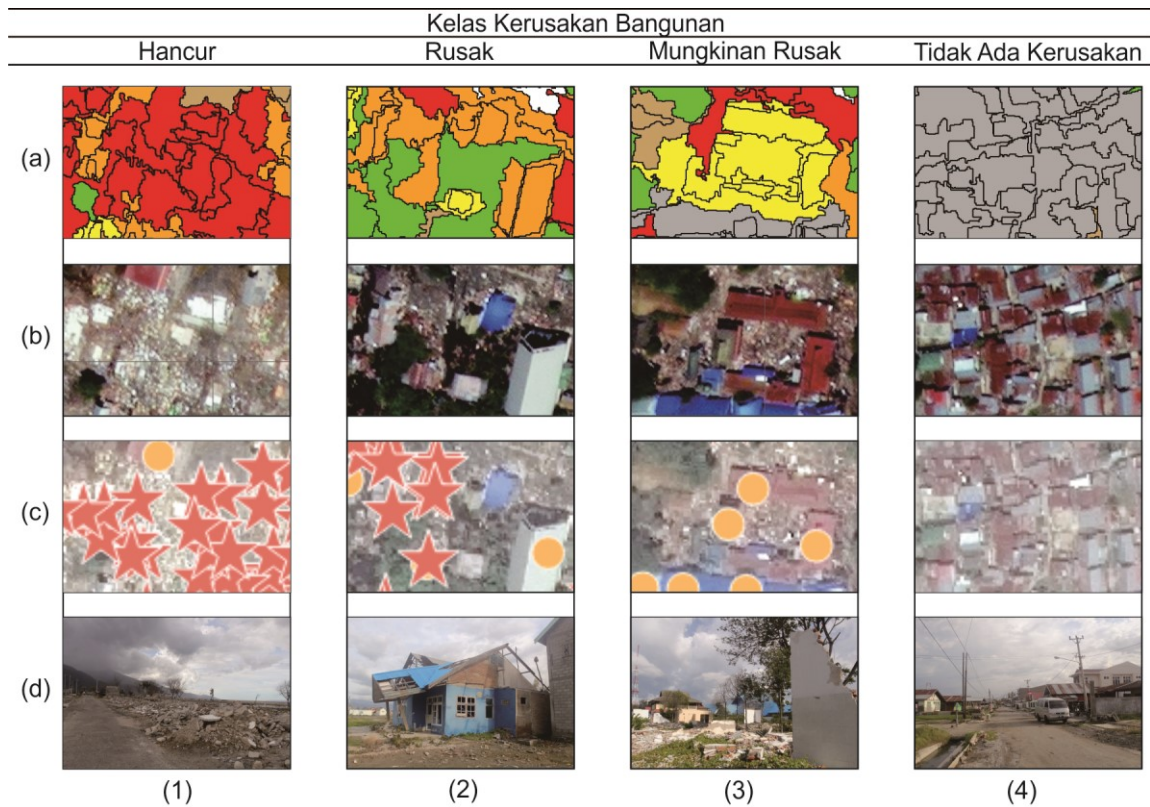 Kelas Kerusakan Bangunan
Hancur Rusak Mungkinan Rusak Tidak Ada Kerusakan
(a)
(b)
(c)
(d)
(1) (2) (3) (4)